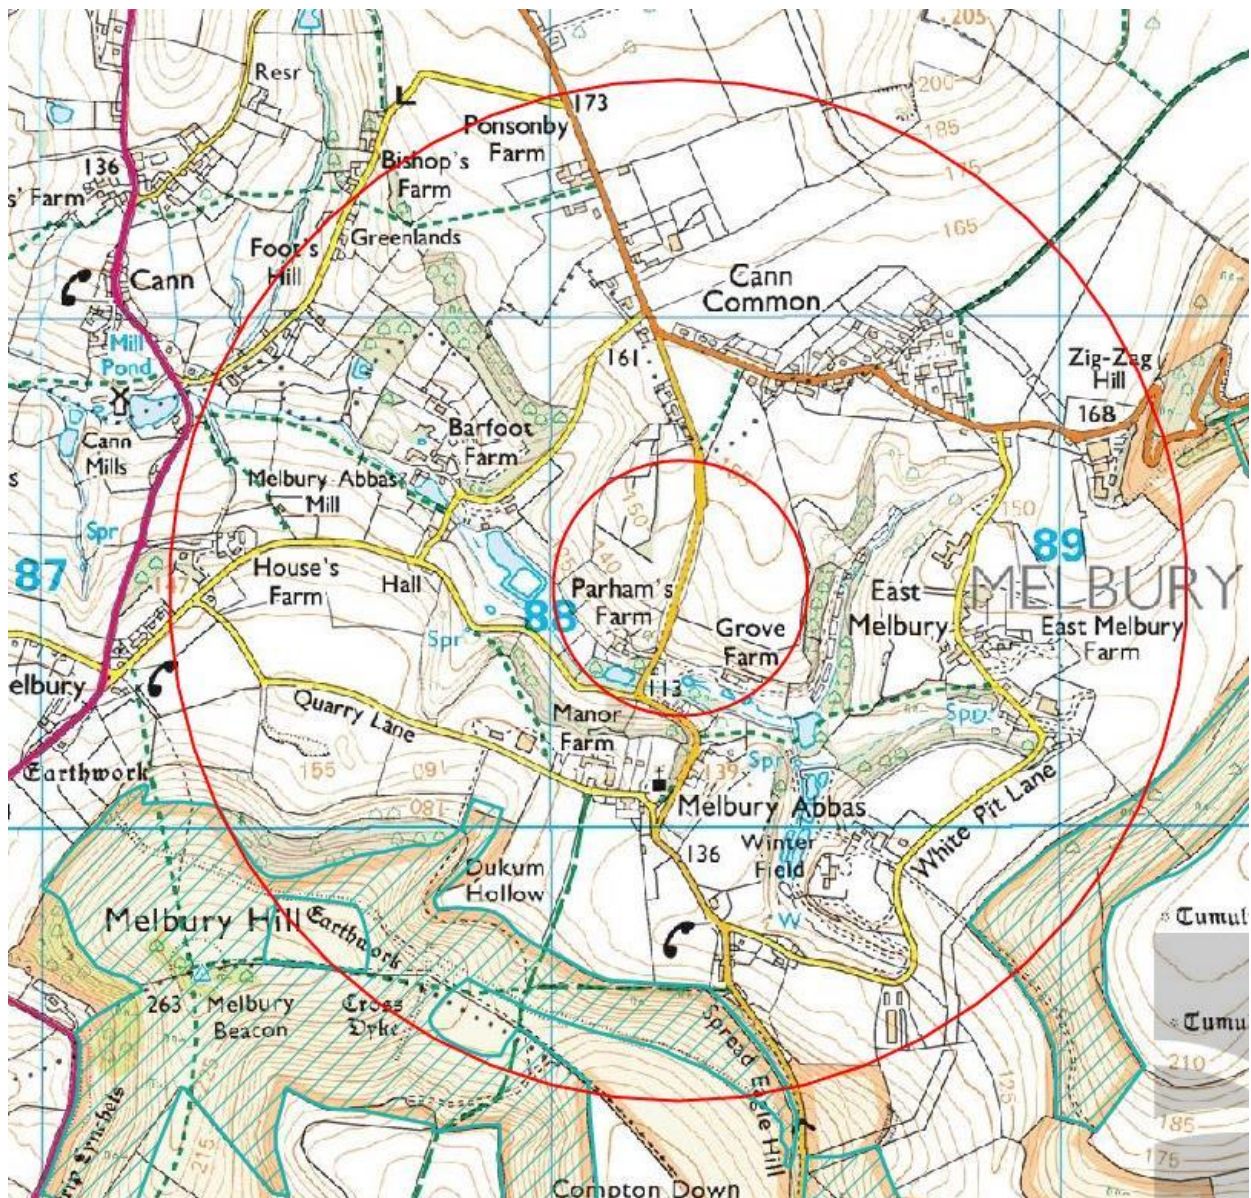 205
Resr
200
173
Ponsonby
Farm
185
136
Bishop's
Farm
175
s' Farm
165
Greenlands
Foot's
Hill
Cann
Cann
Common
Mill
Pond
161
Zig-Zag
Hill
168
Cann
Mills
Barfoot
Farm
165
s
Melbury Abbas
Mill
150
150
Spr
89
87
140
House's
Farm
Hall
Parham's
Farm
East
Melbury
MELBURY
147
88
Grove
Farm
East Melbury
Farm
Spr
elbury
113
Quarry Lane
Manor
Farm
Spr
Earthwork
155
160
139
Spr
180
Melbury Abbas
White Pit Lane
136
Winter
Field
Dukum
Hollow
Melbury Hill
Earthwork
W
Tumul
263
Melbury
Beacon
Cross
Dyke
Spread Eagle Hill
Tumu
210
125
185
215
175
Compton Down